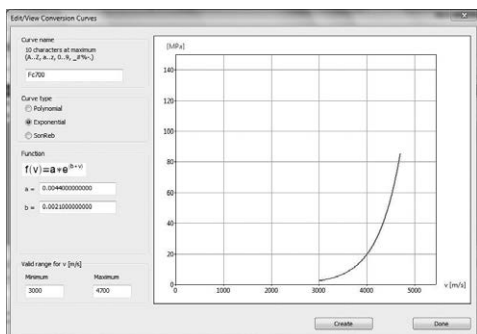 Edit/View Conversion Curves
Curve name
10 characters at maximum
(A..Z, a..z, 0..9, _#%-.)
Fc700
Curve type
Polynomial
Exponential
SonReb
Function
f(v)=a*e^(b*v)
a = 0.0044000000000
b = 0.0021000000000
Valid range for v [m/s]
Minimum Maximum
3000 4700
[MPa]
140
120
100
80
60
40
20
0
0 1000 2000 3000 4000 5000
v [m/s]
Create Done